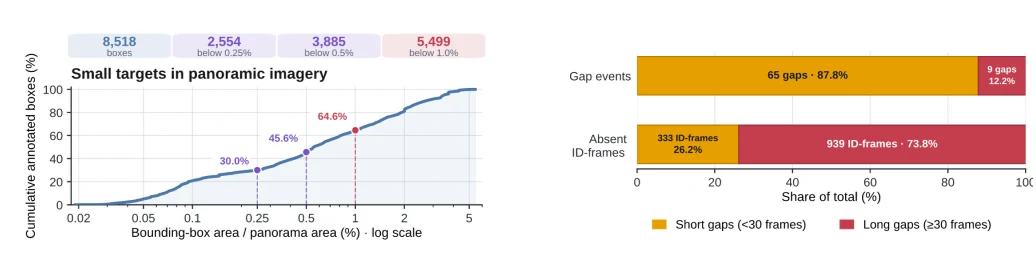 8,518
boxes
2,554
below 0.25%
3,885
below 0.5%
5,499
below 1.0%
Small targets in panoramic imagery
Cumulative annotated boxes (%)
100
80
60
40
20
0
30.0%
45.6%
64.6%
0.02
0.05
0.1
0.25
0.5
1
2
5
Bounding-box area / panorama area (%) · log scale
Gap events
65 gaps · 87.8%
9 gaps
12.2%
Absent
ID-frames
333 ID-frames
26.2%
939 ID-frames · 73.8%
0
20
40
60
80
100
Share of total (%)
Short gaps (<30 frames)
Long gaps (≥30 frames)